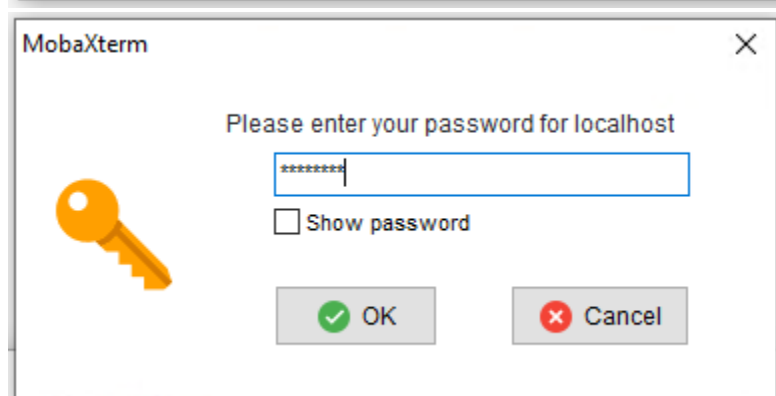 MobaXterm
Please enter your password for localhost
********
Show password
OK
Cancel